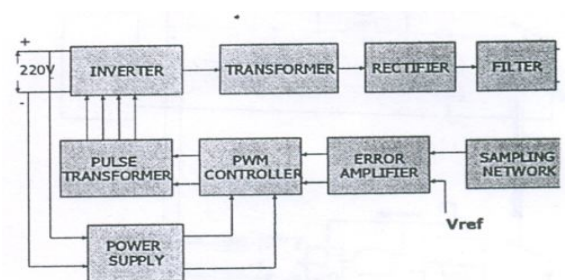 +
220V
-
INVERTER
TRANSFORMER
RECTIFIER
FILTER
PULSE
TRANSFORMER
PWM
CONTROLLER
ERROR
AMPLIFIER
SAMPLING
NETWORK
Vref
POWER
SUPPLY